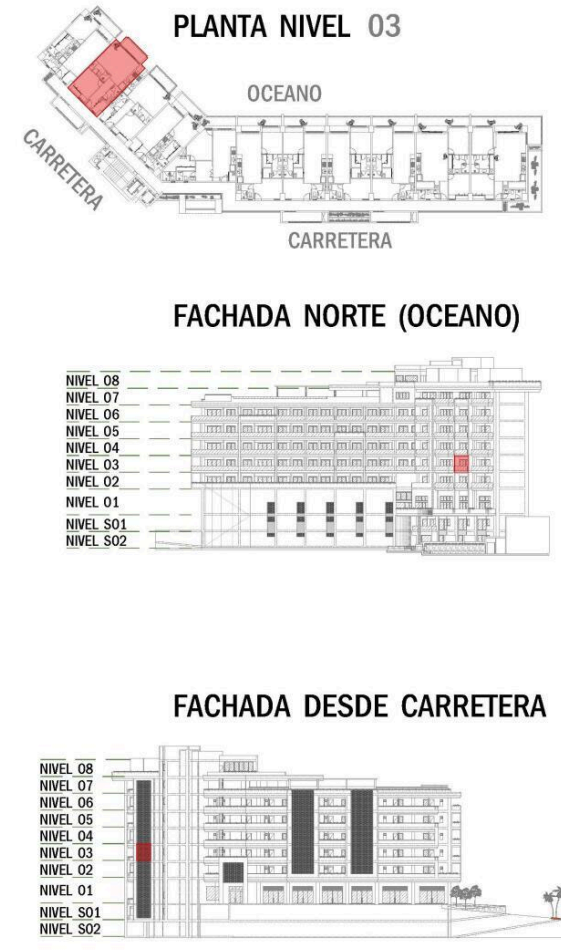 PLANTA NIVEL 03
OCEANO
CARRETERA
CARRETERA
FACHADA NORTE (OCEANO)
NIVEL 08
NIVEL 07
NIVEL 06
NIVEL 05
NIVEL 04
NIVEL 03
NIVEL 02
NIVEL 01
NIVEL S01
NIVEL S02
FACHADA DESDE CARRETERA
NIVEL 08
NIVEL 07
NIVEL 06
NIVEL 05
NIVEL 04
NIVEL 03
NIVEL 02
NIVEL 01
NIVEL S01
NIVEL S02